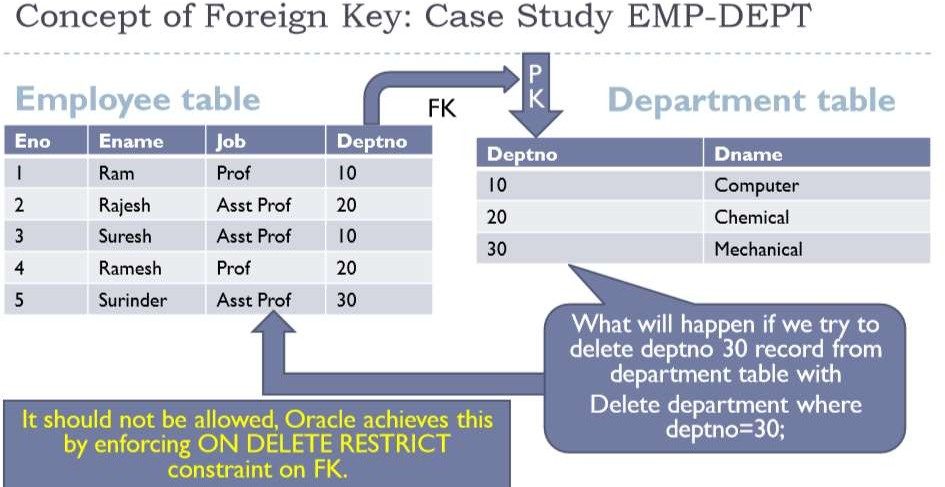 Concept of Foreign Key: Case Study EMP-DEPT
Employee table
FK
PK
Department table
Eno Ename Job Deptno
1 Ram Prof 10
2 Rajesh Asst Prof 20
3 Suresh Asst Prof 10
4 Ramesh Prof 20
5 Surinder Asst Prof 30
Deptno Dname
10 Computer
20 Chemical
30 Mechanical
What will happen if we try to
delete deptno 30 record from
department table with
Delete department where
deptno=30;
It should not be allowed, Oracle achieves this
by enforcing ON DELETE RESTRICT
constraint on FK.